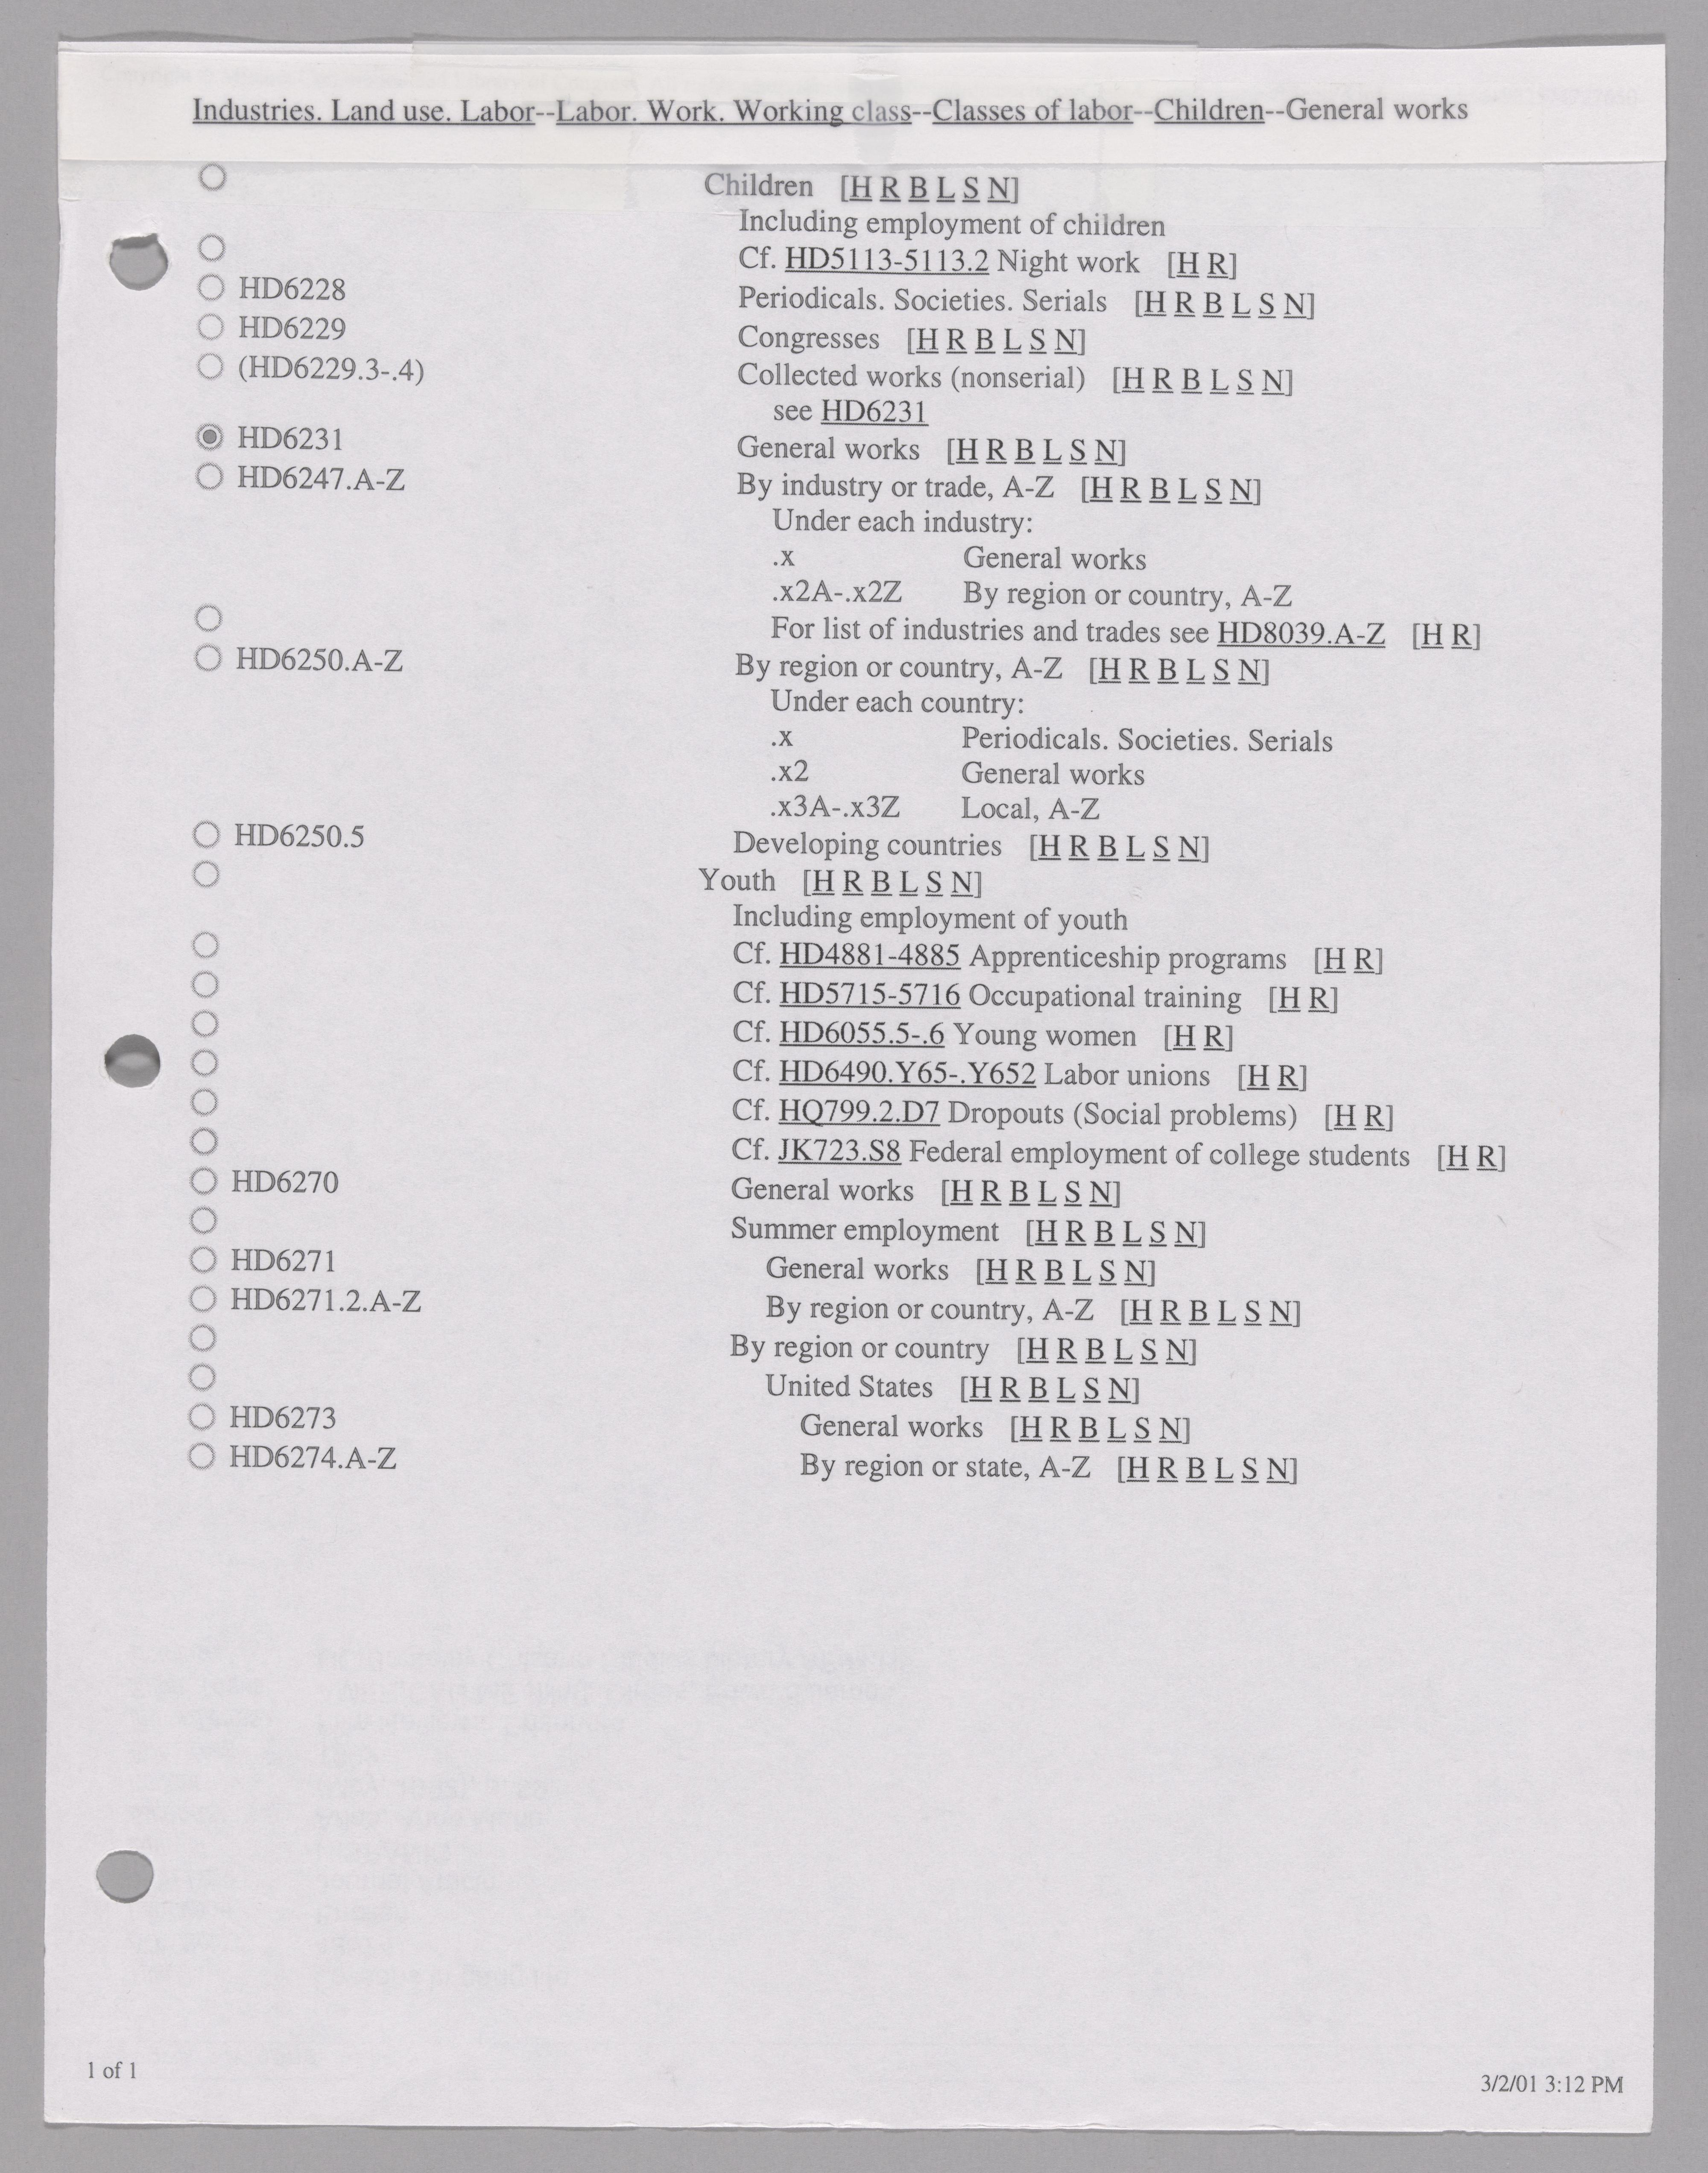 Industries. Land use. Labor--Labor. Work. Working class--Classes of labor--Children--General works
Children [H R B L S N]
Including employment of children
Cf. HD5113-5113.2 Night work [H R]
HD6228 Periodicals. Societies. Serials [H R B L S N]
HD6229 Congresses [H R B L S N]
(HD6229.3-.4) Collected works (nonserial) [H R B L S N]
see HD6231
HD6231 General works [H R B L S N]
HD6247.A-Z By industry or trade, A-Z [H R B L S N]
Under each industry:
.x General works
.x2A-.x2Z By region or country, A-Z
For list of industries and trades see HD8039.A-Z [H R]
HD6250.A-Z By region or country, A-Z [H R B L S N]
Under each country:
.x Periodicals. Societies. Serials
.x2 General works
.x3A-.x3Z Local, A-Z
HD6250.5 Developing countries [H R B L S N]
Youth [H R B L S N]
Including employment of youth
Cf. HD4881-4885 Apprenticeship programs [H R]
Cf. HD5715-5716 Occupational training [H R]
Cf. HD6055.5-.6 Young women [H R]
Cf. HD6490.Y65-.Y652 Labor unions [H R]
Cf. HQ799.2.D7 Dropouts (Social problems) [H R]
Cf. JK723.S8 Federal employment of college students [H R]
HD6270 General works [H R B L S N]
Summer employment [H R B L S N]
HD6271 General works [H R B L S N]
HD6271.2.A-Z By region or country, A-Z [H R B L S N]
By region or country [H R B L S N]
United States [H R B L S N]
HD6273 General works [H R B L S N]
HD6274.A-Z By region or state, A-Z [H R B L S N]
1 of 1
3/2/01 3:12 PM